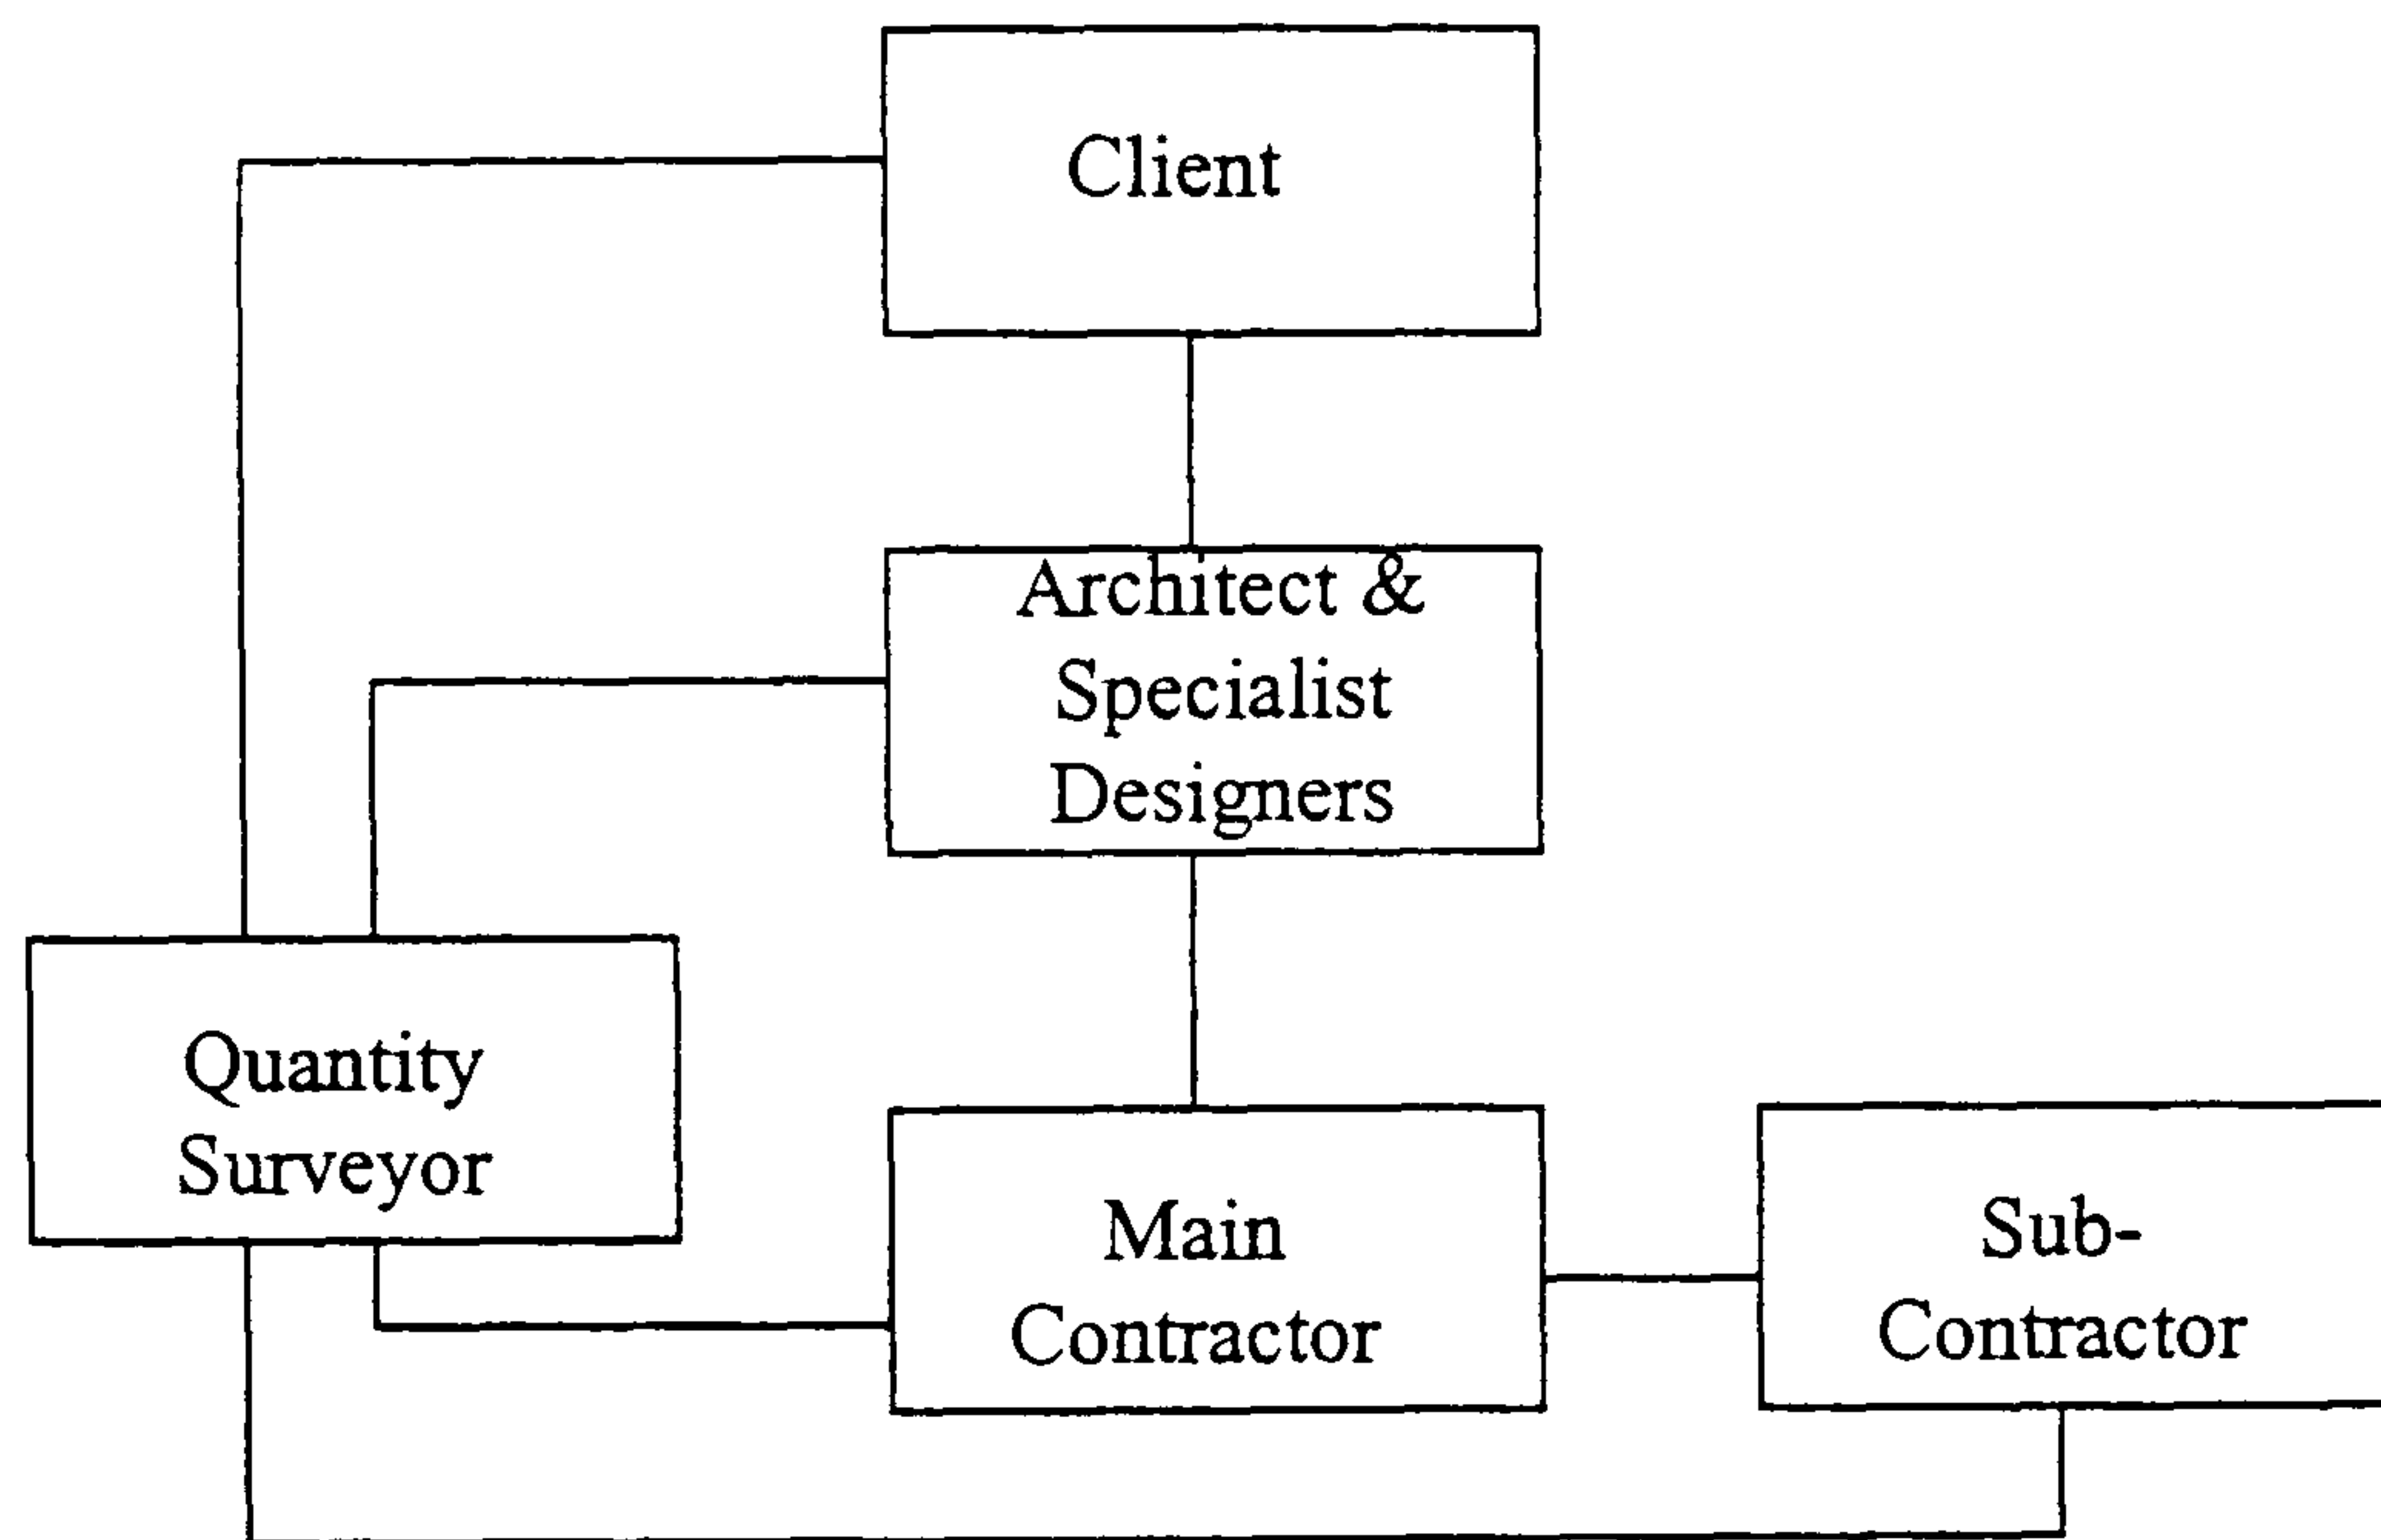 Client
Architect &
Specialist
Designers
Quantity
Surveyor
Main
Contractor
Sub-
Contractor